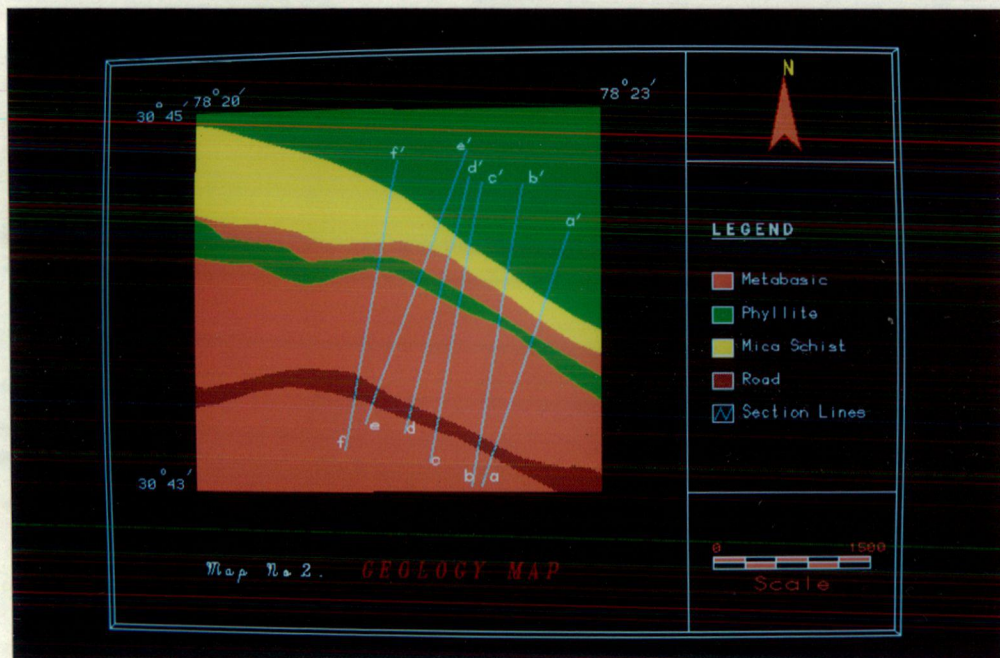 N
78°20′
78°23′
30°45′
f′
e′
d′
c′
b′
a′
LEGEND
Metabasic
Phyllite
Mica Schist
Road
Section Lines
f
e
d
c
b
a
30°43′
0 1500
Scale
Map No 2. GEOLOGY MAP